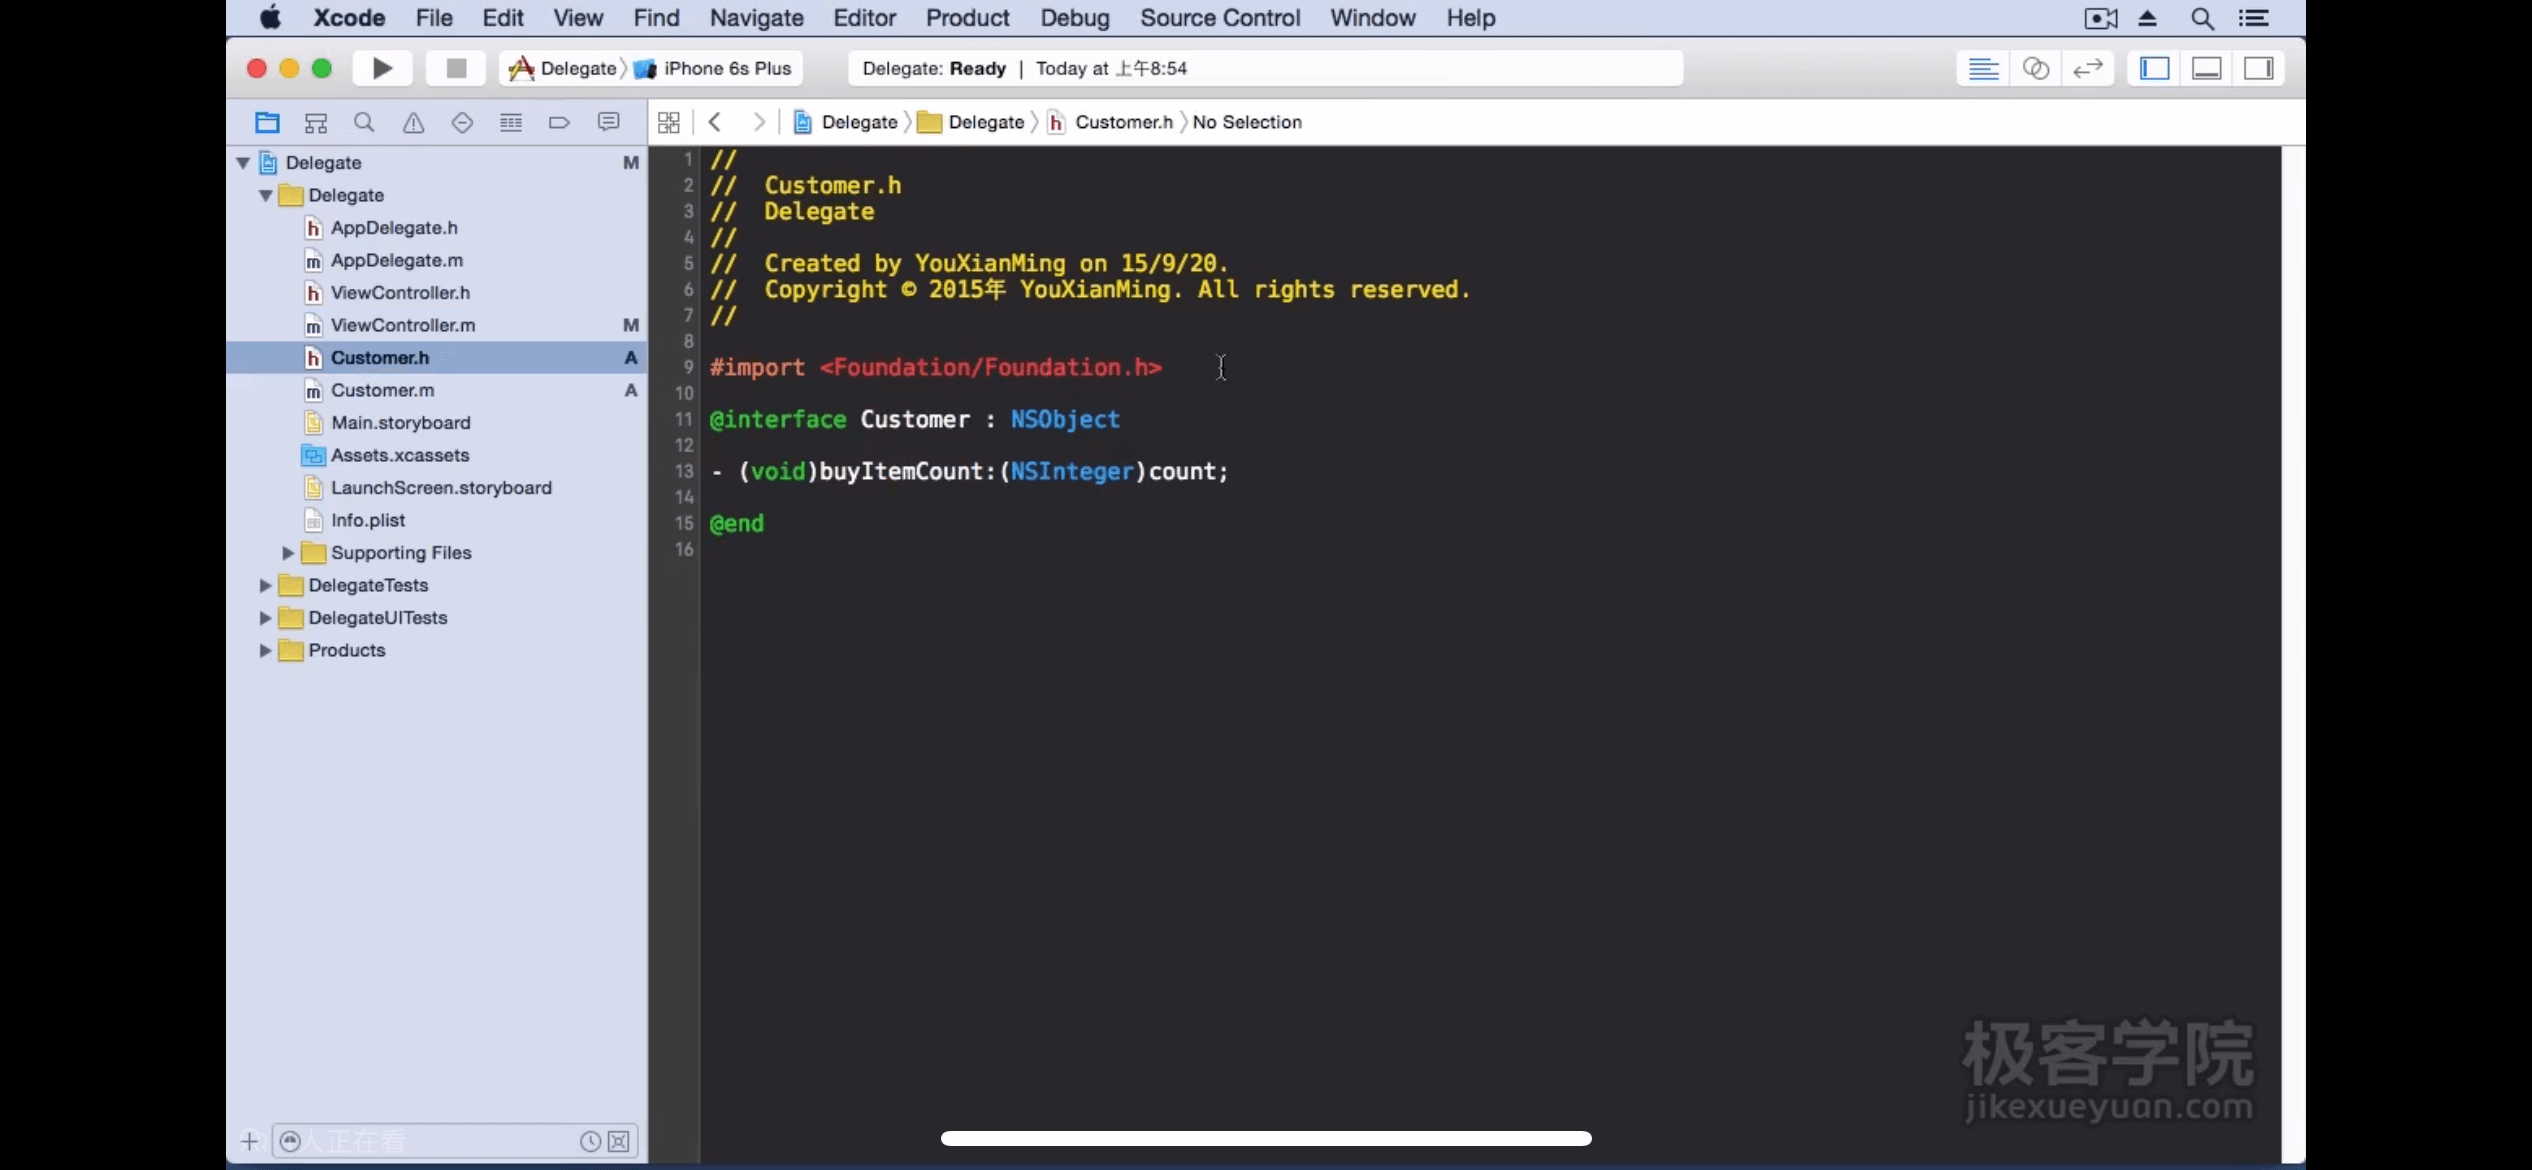 Xcode File Edit View Find Navigate Editor Product Debug Source Control Window Help
Delegate iPhone 6s Plus Delegate: Ready | Today at 上午8:54
Delegate Delegate Customer.h No Selection
Delegate M
Delegate
AppDelegate.h
AppDelegate.m
ViewController.h
ViewController.m M
Customer.h A
Customer.m A
Main.storyboard
Assets.xcassets
LaunchScreen.storyboard
Info.plist
Supporting Files
DelegateTests
DelegateUITests
Products
人正在看
1 //
2 // Customer.h
3 // Delegate
4 //
5 // Created by YouXianMing on 15/9/20.
6 // Copyright © 2015年 YouXianMing. All rights reserved.
7 //
8
9 #import <Foundation/Foundation.h>
10
11 @interface Customer : NSObject
12
13 - (void)buyItemCount:(NSInteger)count;
14
15 @end
16
极客学院
jikexueyuan.com